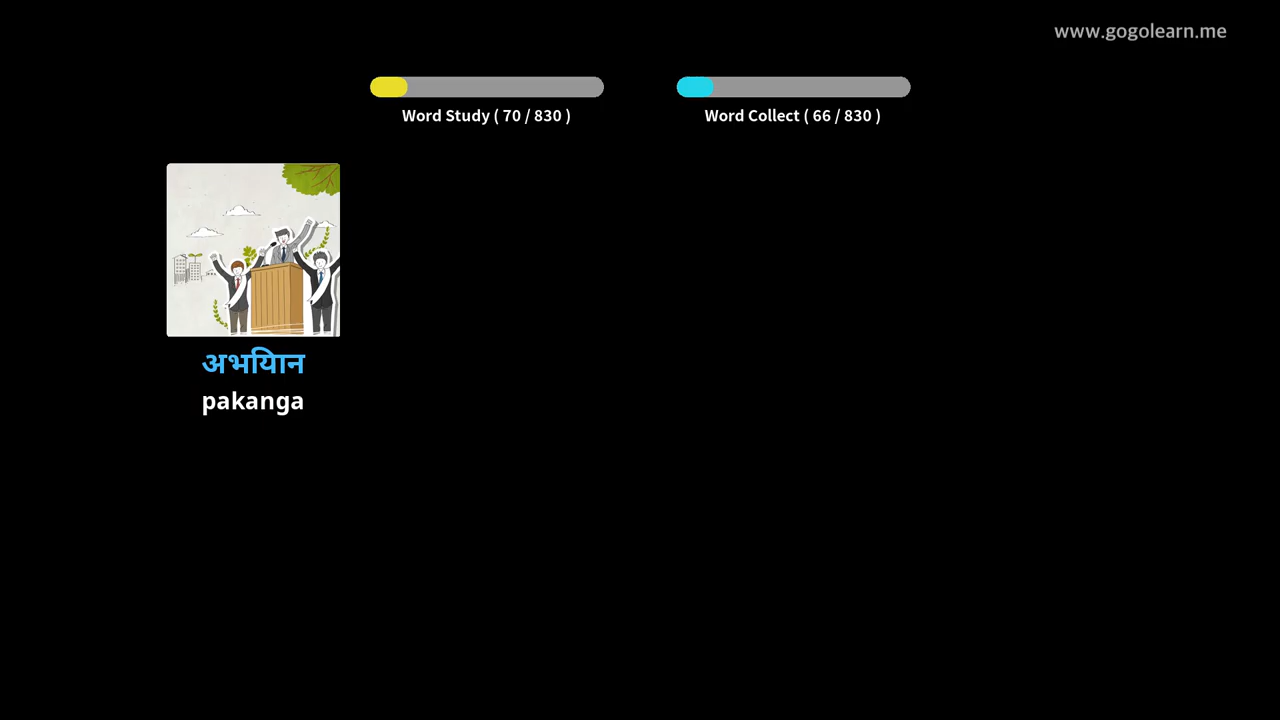 www.gogolearn.me
Word Study ( 70 / 830 )
Word Collect ( 66 / 830 )
अभियान
pakanga